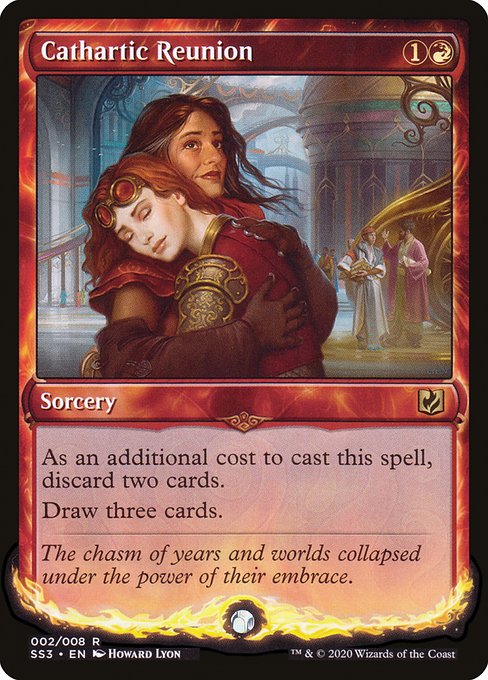 Cathartic Reunion 1
Sorcery
As an additional cost to cast this spell,
discard two cards.
Draw three cards.
The chasm of years and worlds collapsed
under the power of their embrace.
002/008 R
SS3 • EN Howard Lyon
™ & © 2020 Wizards of the Coast